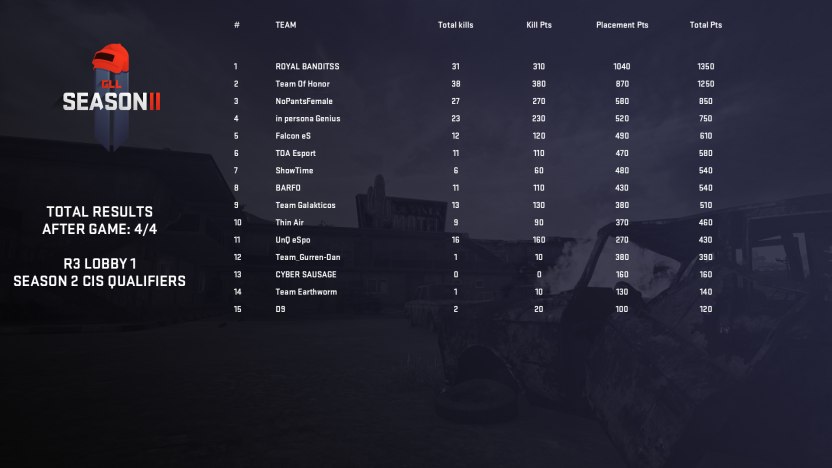 GLL
SEASON II
TOTAL RESULTS
AFTER GAME: 4/4
R3 LOBBY 1
SEASON 2 CIS QUALIFIERS
# TEAM Total kills Kill Pts Placement Pts Total Pts
1 ROYAL BANDITSS 31 310 1040 1350
2 Team Of Honor 38 380 870 1250
3 NoPantsFemale 27 270 580 850
4 in persona Genius 23 230 520 750
5 Falcon eS 12 120 490 610
6 TOA Esport 11 110 470 580
7 ShowTime 6 60 480 540
8 BARFO 11 110 430 540
9 Team Galakticos 13 130 380 510
10 Thin Air 9 90 370 460
11 UnQ eSpo 16 160 270 430
12 Team_Gurren-Dan 1 10 380 390
13 CYBER SAUSAGE 0 0 160 160
14 Team Earthworm 1 10 130 140
15 D9 2 20 100 120